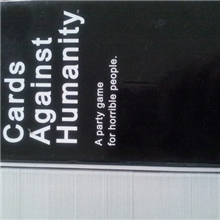 Cards
Against
Humanity
A party game
for horrible people.